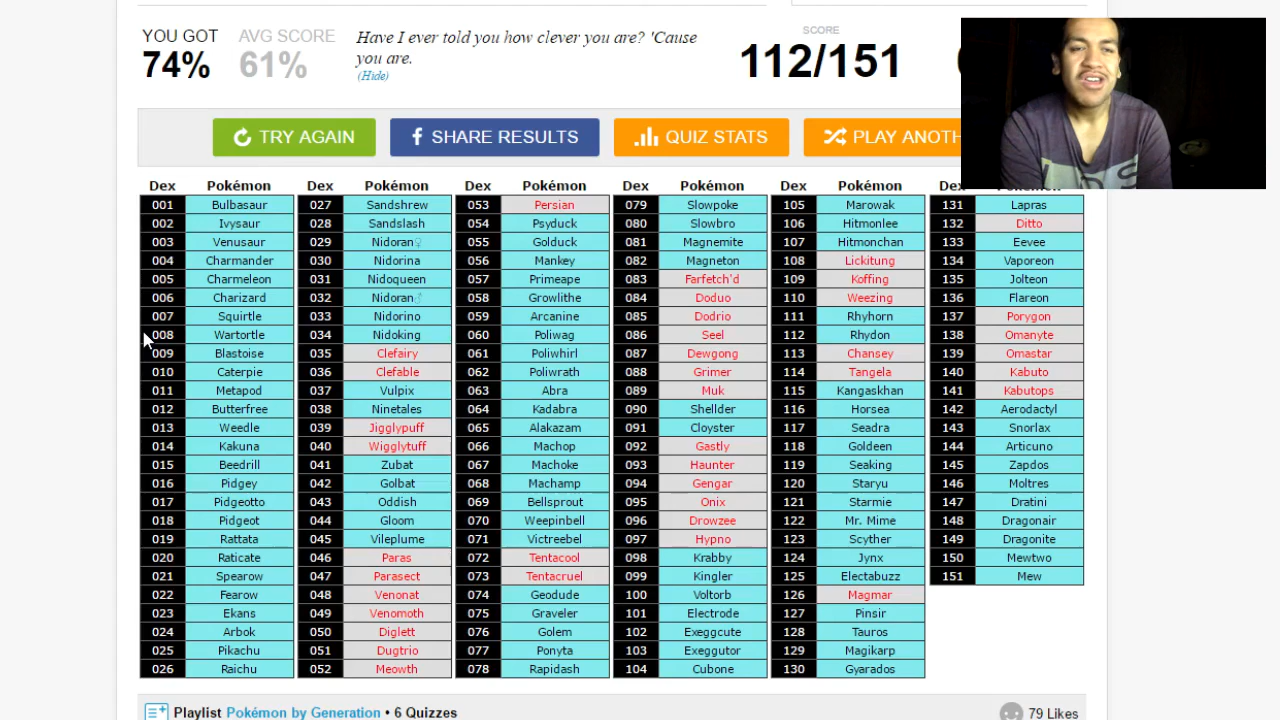 YOU GOT
74%
AVG SCORE
61%
Have I ever told you how clever you are? 'Cause
you are.
(Hide)
SCORE
112/151
TRY AGAIN
SHARE RESULTS
QUIZ STATS
PLAY ANOTH
Dex Pokémon
001 Bulbasaur
002 Ivysaur
003 Venusaur
004 Charmander
005 Charmeleon
006 Charizard
007 Squirtle
008 Wartortle
009 Blastoise
010 Caterpie
011 Metapod
012 Butterfree
013 Weedle
014 Kakuna
015 Beedrill
016 Pidgey
017 Pidgeotto
018 Pidgeot
019 Rattata
020 Raticate
021 Spearow
022 Fearow
023 Ekans
024 Arbok
025 Pikachu
026 Raichu
Dex Pokémon
027 Sandshrew
028 Sandslash
029 Nidoran♀
030 Nidorina
031 Nidoqueen
032 Nidoran♂
033 Nidorino
034 Nidoking
035 Clefairy
036 Clefable
037 Vulpix
038 Ninetales
039 Jigglypuff
040 Wigglytuff
041 Zubat
042 Golbat
043 Oddish
044 Gloom
045 Vileplume
046 Paras
047 Parasect
048 Venonat
049 Venomoth
050 Diglett
051 Dugtrio
052 Meowth
Dex Pokémon
053 Persian
054 Psyduck
055 Golduck
056 Mankey
057 Primeape
058 Growlithe
059 Arcanine
060 Poliwag
061 Poliwhirl
062 Poliwrath
063 Abra
064 Kadabra
065 Alakazam
066 Machop
067 Machoke
068 Machamp
069 Bellsprout
070 Weepinbell
071 Victreebel
072 Tentacool
073 Tentacruel
074 Geodude
075 Graveler
076 Golem
077 Ponyta
078 Rapidash
Dex Pokémon
079 Slowpoke
080 Slowbro
081 Magnemite
082 Magneton
083 Farfetch'd
084 Doduo
085 Dodrio
086 Seel
087 Dewgong
088 Grimer
089 Muk
090 Shellder
091 Cloyster
092 Gastly
093 Haunter
094 Gengar
095 Onix
096 Drowzee
097 Hypno
098 Krabby
099 Kingler
100 Voltorb
101 Electrode
102 Exeggcute
103 Exeggutor
104 Cubone
Dex Pokémon
105 Marowak
106 Hitmonlee
107 Hitmonchan
108 Lickitung
109 Koffing
110 Weezing
111 Rhyhorn
112 Rhydon
113 Chansey
114 Tangela
115 Kangaskhan
116 Horsea
117 Seadra
118 Goldeen
119 Seaking
120 Staryu
121 Starmie
122 Mr. Mime
123 Scyther
124 Jynx
125 Electabuzz
126 Magmar
127 Pinsir
128 Tauros
129 Magikarp
130 Gyarados
Dex
131 Lapras
132 Ditto
133 Eevee
134 Vaporeon
135 Jolteon
136 Flareon
137 Porygon
138 Omanyte
139 Omastar
140 Kabuto
141 Kabutops
142 Aerodactyl
143 Snorlax
144 Articuno
145 Zapdos
146 Moltres
147 Dratini
148 Dragonair
149 Dragonite
150 Mewtwo
151 Mew
Playlist Pokémon by Generation • 6 Quizzes
79 Likes